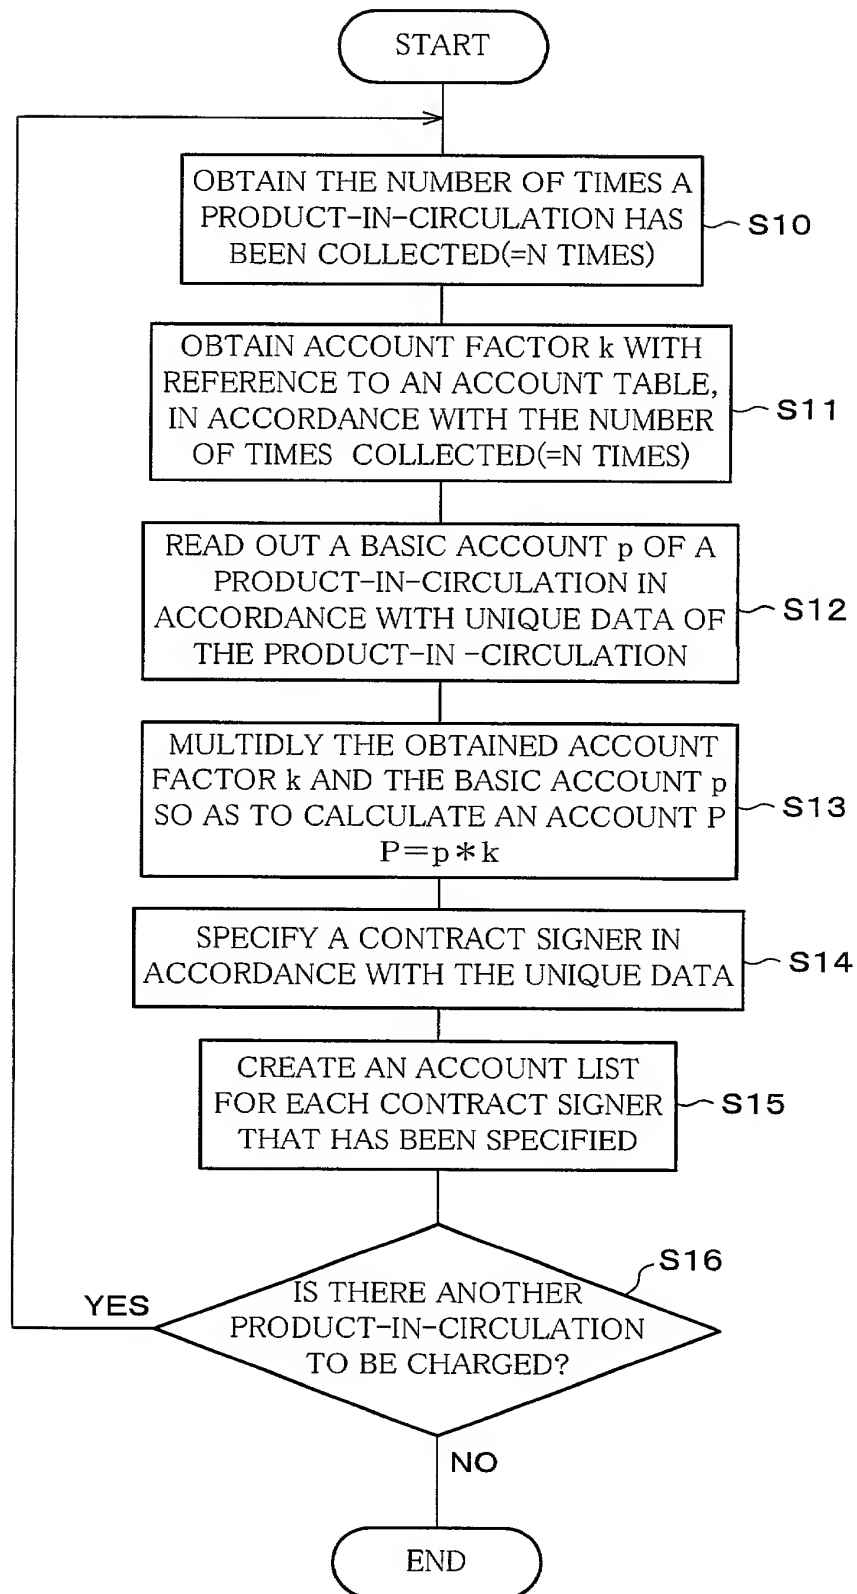 START
OBTAIN THE NUMBER OF TIMES A
PRODUCT-IN-CIRCULATION HAS
BEEN COLLECTED(=N TIMES)
S10
OBTAIN ACCOUNT FACTOR k WITH
REFERENCE TO AN ACCOUNT TABLE,
IN ACCORDANCE WITH THE NUMBER
OF TIMES COLLECTED(=N TIMES)
S11
READ OUT A BASIC ACCOUNT p OF A
PRODUCT-IN-CIRCULATION IN
ACCORDANCE WITH UNIQUE DATA OF
THE PRODUCT-IN -CIRCULATION
S12
MULTIDLY THE OBTAINED ACCOUNT
FACTOR k AND THE BASIC ACCOUNT p
SO AS TO CALCULATE AN ACCOUNT P
P=p*k
S13
SPECIFY A CONTRACT SIGNER IN
ACCORDANCE WITH THE UNIQUE DATA
S14
CREATE AN ACCOUNT LIST
FOR EACH CONTRACT SIGNER
THAT HAS BEEN SPECIFIED
S15
S16
IS THERE ANOTHER
PRODUCT-IN-CIRCULATION
TO BE CHARGED?
YES
NO
END